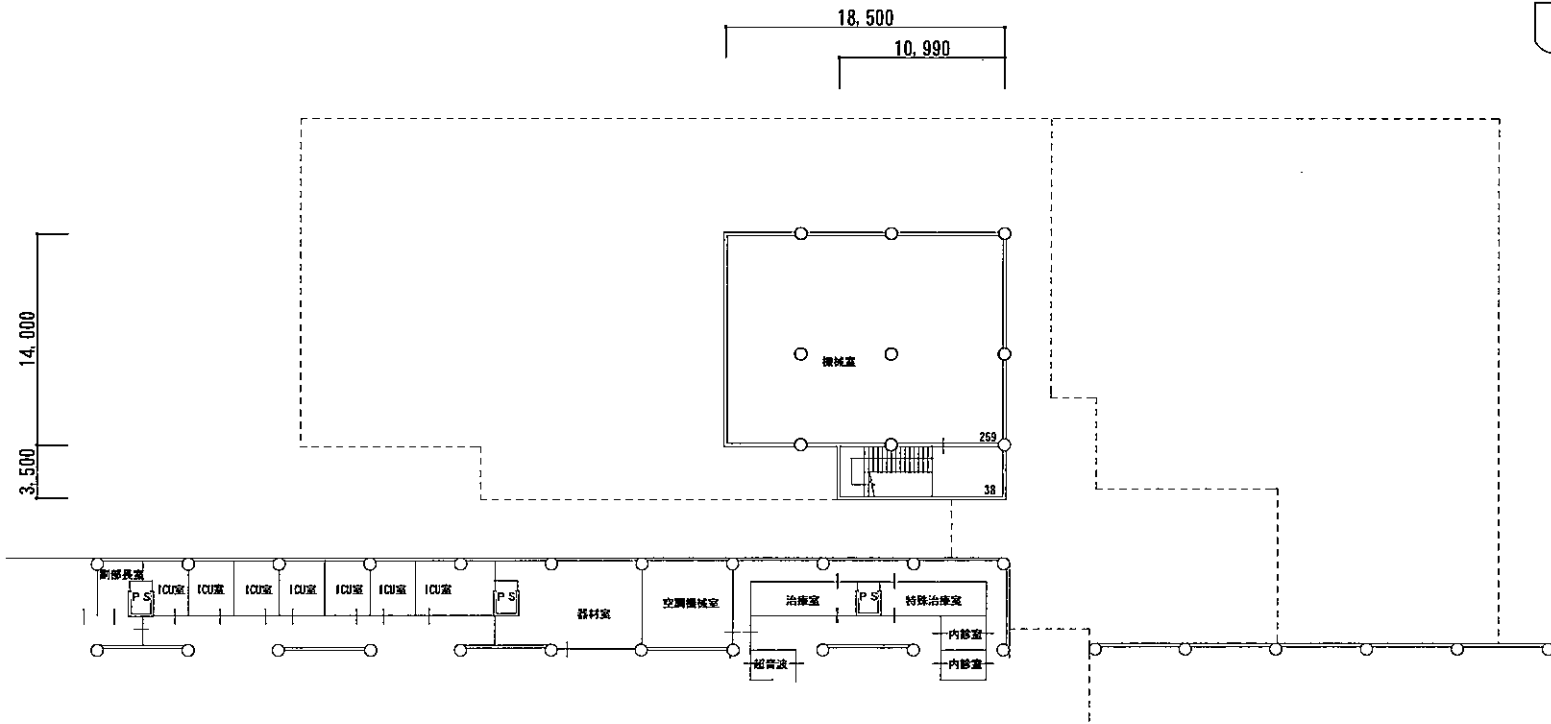 18,500
10,990
14,000
3,500
機械室
259
38
副部長室
PS
ICU室
ICU室
ICU室
ICU室
ICU室
ICU室
ICU室
PS
器材室
空調機械室
治療室
PS
特殊治療室
内診室
超音波
内診室